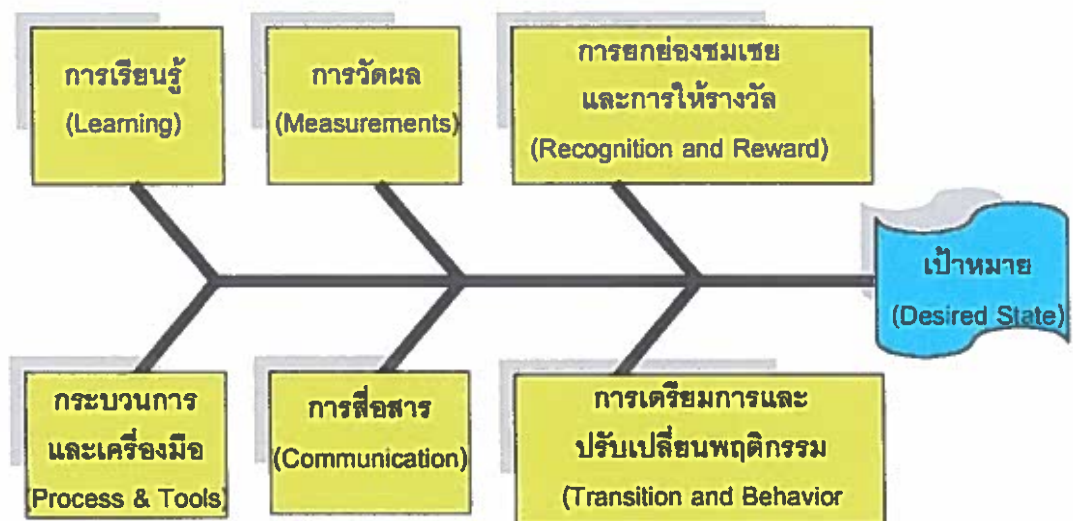 การเรียนรู้
(Learning)
การวัดผล
(Measurements)
การยกย่องชมเชย
และการให้รางวัล
(Recognition and Reward)
เป้าหมาย
(Desired State)
กระบวนการ
และเครื่องมือ
(Process & Tools)
การสื่อสาร
(Communication)
การเตรียมการและ
ปรับเปลี่ยนพฤติกรรม
(Transition and Behavior